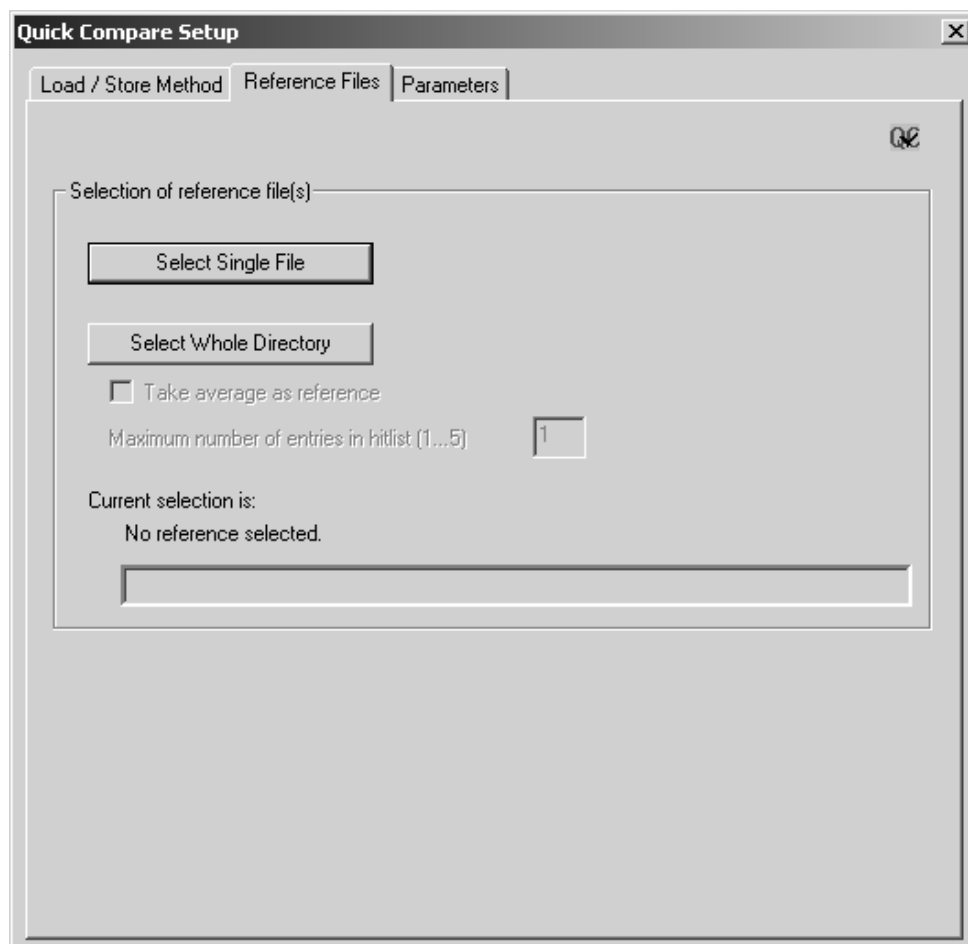 Quick Compare Setup
Load / Store Method
Reference Files
Parameters
QC
Selection of reference file(s)
Select Single File
Select Whole Directory
Take average as reference
Maximum number of entries in hitlist (1...5)
1
Current selection is:
No reference selected.